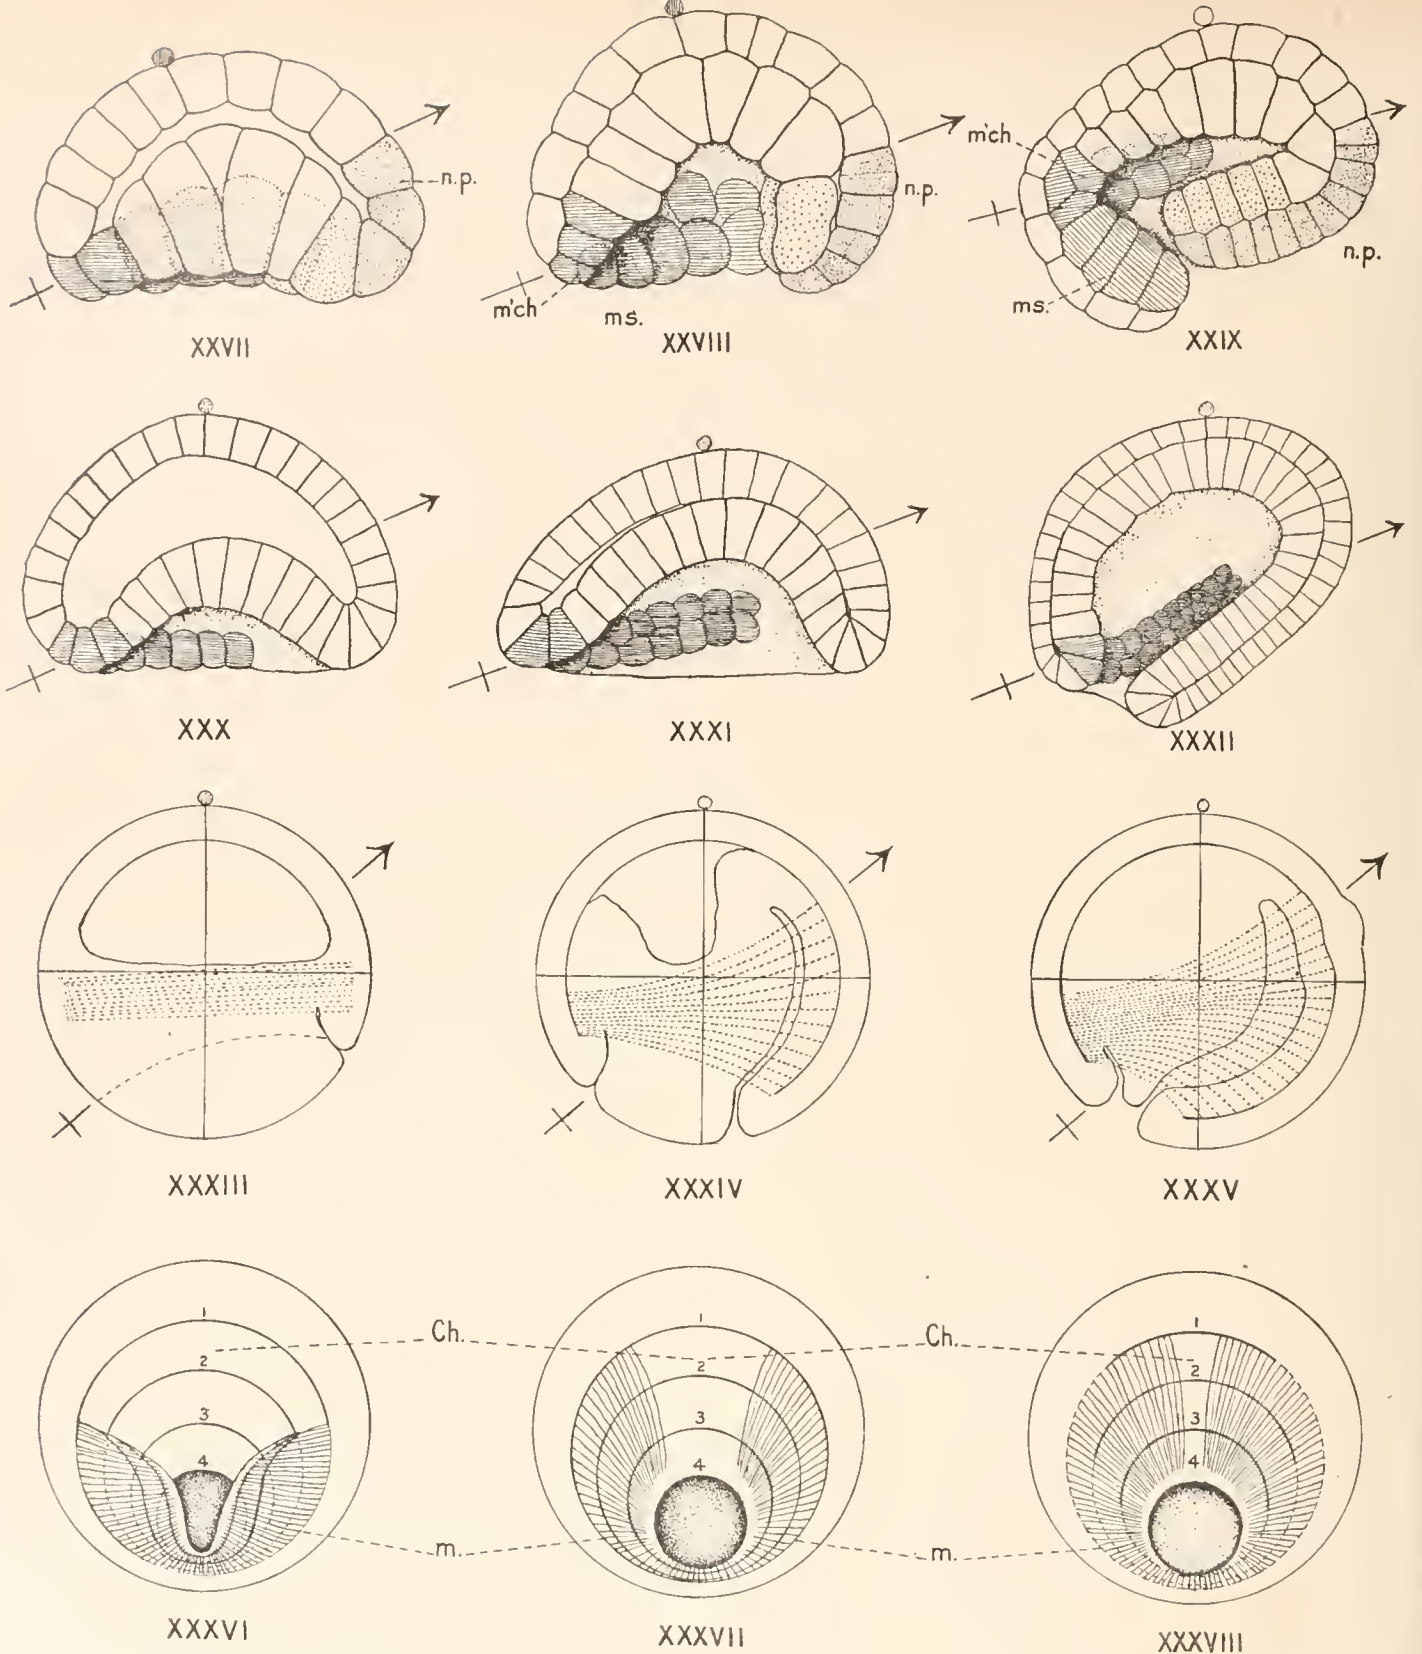 n.p.
XXVII
n.p.
m'ch
ms.
XXVIII
m'ch
ms.
n.p.
XXIX
XXX
XXXI
XXXII
XXXIII
XXXIV
XXXV
Ch.
1
2
3
4
m.
XXXVI
1
2
3
4
XXXVII
Ch.
1
2
3
4
m.
XXXVIII